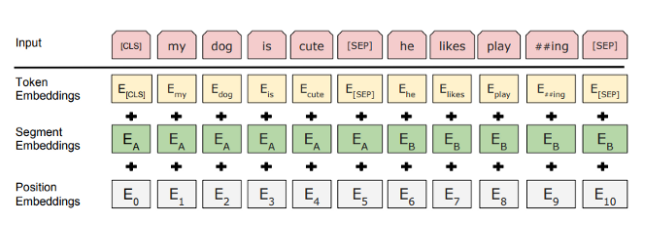 Input [CLS] my dog is cute [SEP] he likes play ##ing [SEP]
Token Embeddings E[CLS] Emy Edog Eis Ecute E[SEP] Ehe Elikes Eplay E##ing E[SEP]
+ + + + + + + + + + +
Segment Embeddings EA EA EA EA EA EA EB EB EB EB EB
+ + + + + + + + + + +
Position Embeddings E0 E1 E2 E3 E4 E5 E6 E7 E8 E9 E10